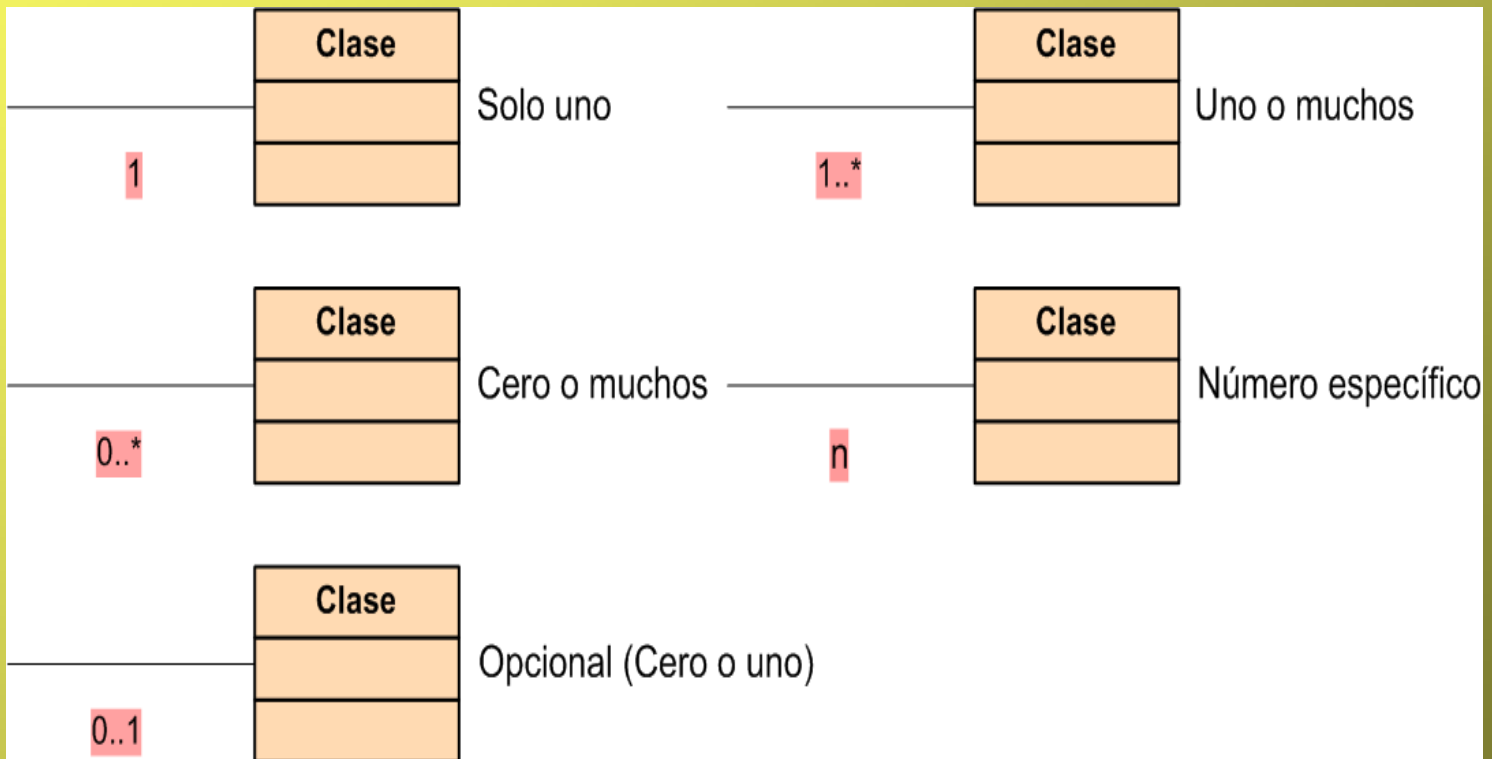 Clase
Solo uno
1
Clase
Uno o muchos
1..*
Clase
Cero o muchos
0..*
Clase
Número específico
n
Clase
Opcional (Cero o uno)
0..1